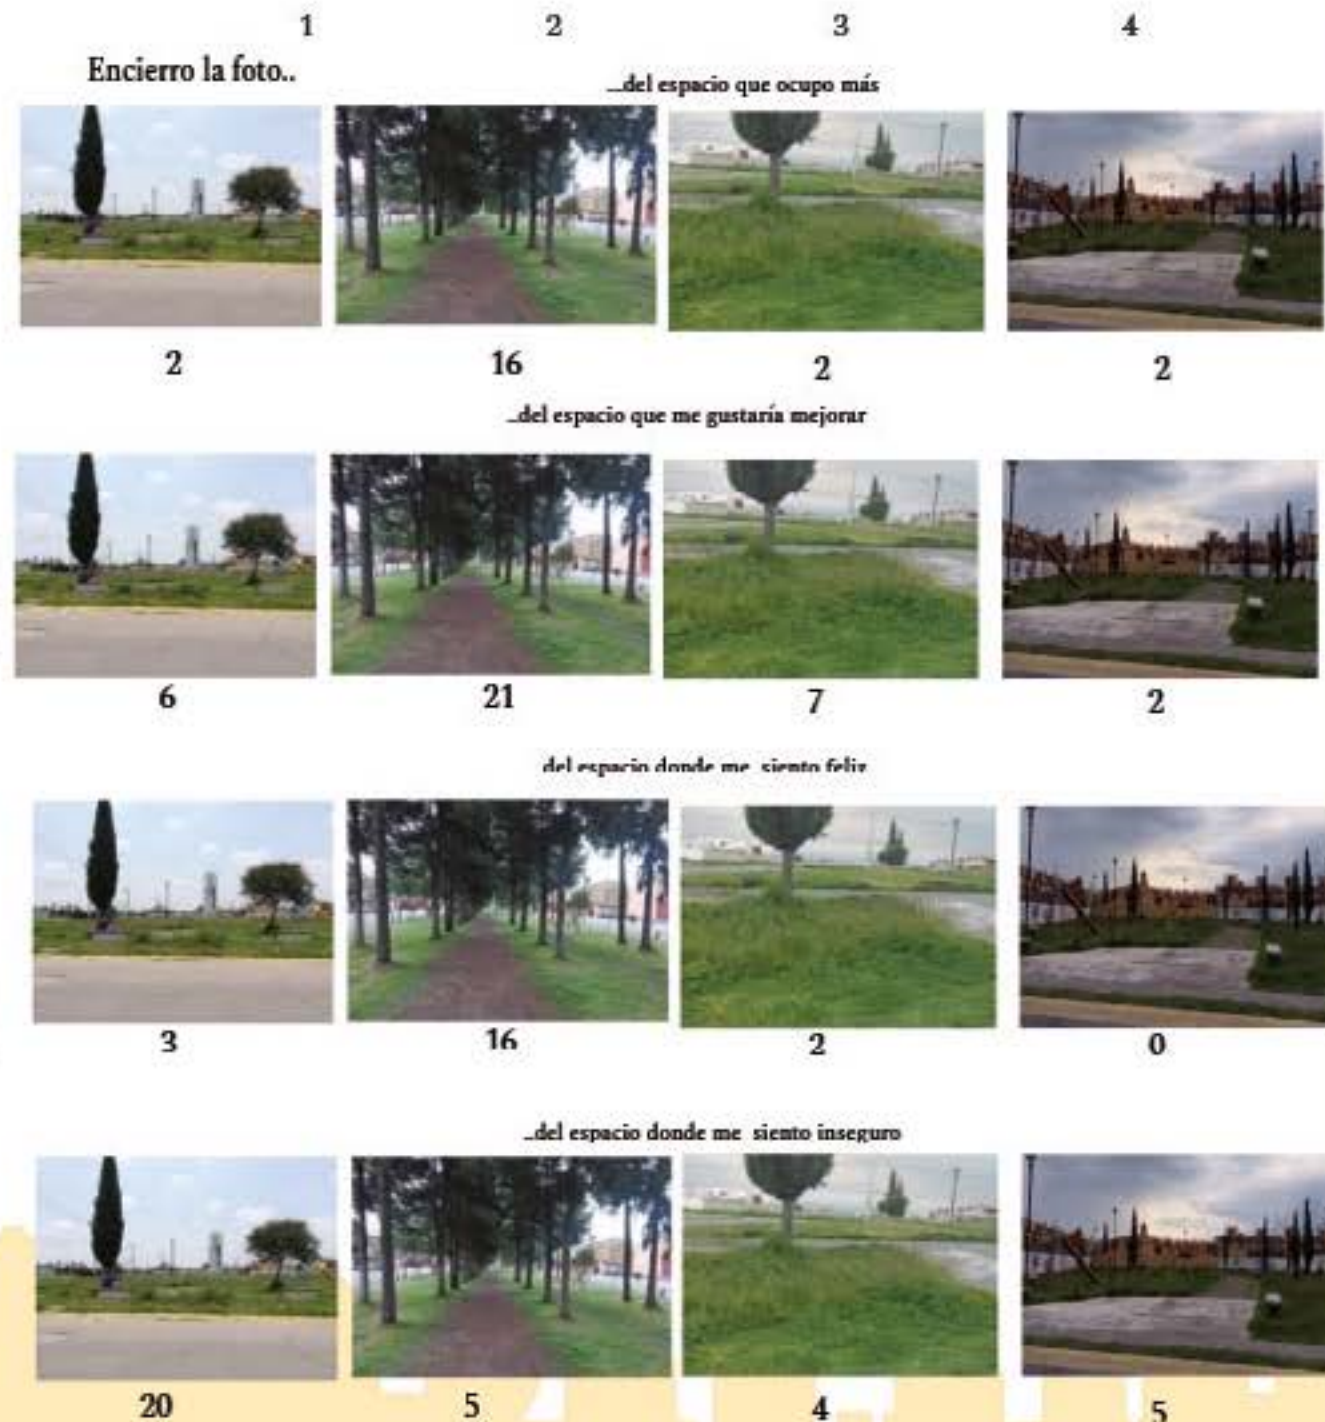 1 2 3 4
Encierro la foto..
...del espacio que ocupo más
2 16 2 2
...del espacio que me gustaría mejorar
6 21 7 2
del espacio donde me siento feliz
3 16 2 0
...del espacio donde me siento inseguro
20 5 4 5